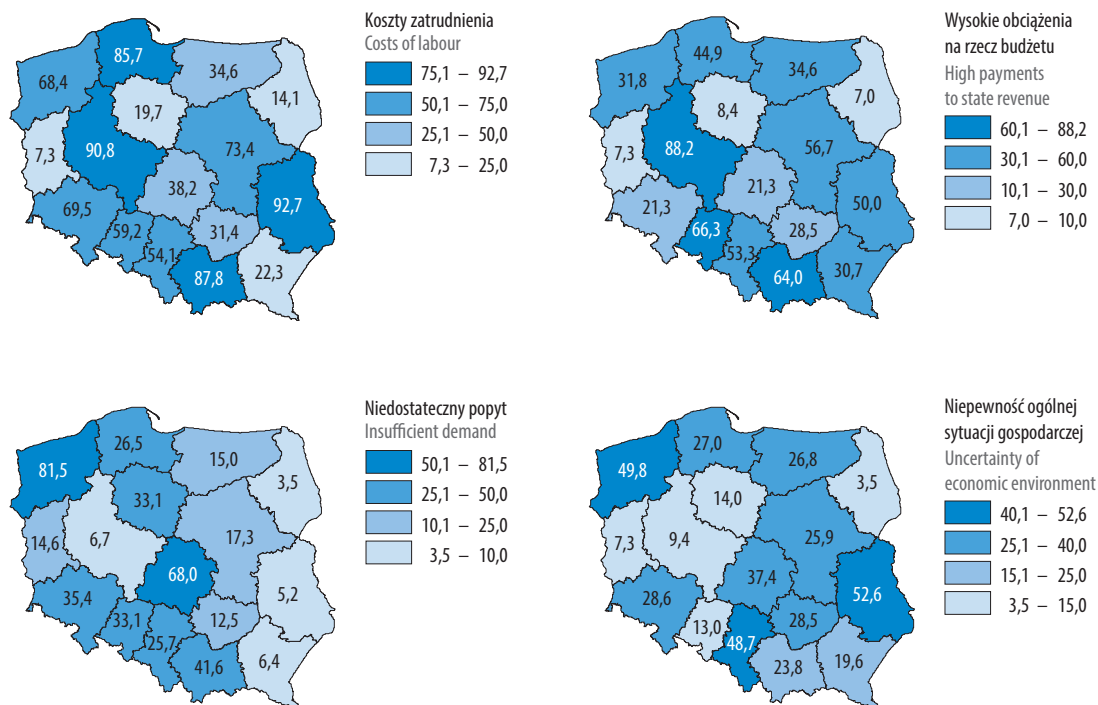 Koszty zatrudnienia
Costs of labour
75,1 – 92,7
50,1 – 75,0
25,1 – 50,0
7,3 – 25,0
85,7
68,4
34,6
14,1
19,7
7,3
90,8
73,4
38,2
92,7
69,5
59,2
54,1
31,4
87,8
22,3
Wysokie obciążenia
na rzecz budżetu
High payments
to state revenue
60,1 – 88,2
30,1 – 60,0
10,1 – 30,0
7,0 – 10,0
44,9
31,8
34,6
7,0
8,4
7,3
88,2
56,7
21,3
50,0
21,3
66,3
53,3
28,5
64,0
30,7
Niedostateczny popyt
Insufficient demand
50,1 – 81,5
25,1 – 50,0
10,1 – 25,0
3,5 – 10,0
26,5
81,5
15,0
3,5
33,1
14,6
6,7
17,3
68,0
5,2
35,4
33,1
25,7
12,5
41,6
6,4
Niepewność ogólnej
sytuacji gospodarczej
Uncertainty of
economic environment
40,1 – 52,6
25,1 – 40,0
15,1 – 25,0
3,5 – 15,0
27,0
49,8
26,8
3,5
14,0
7,3
9,4
25,9
37,4
52,6
28,6
13,0
48,7
28,5
23,8
19,6